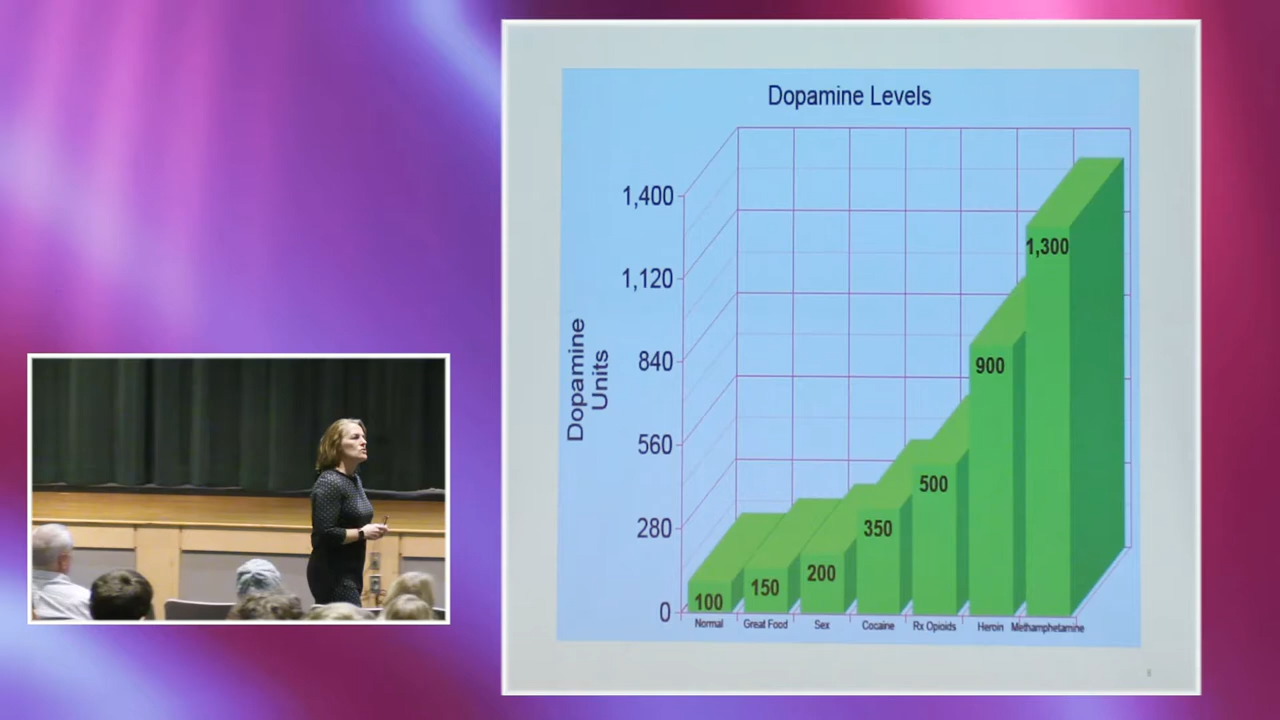 Dopamine Levels
1,400
1,120
840
560
280
0
Dopamine
Units
100
150
200
350
500
900
1,300
Normal
Great Food
Sex
Cocaine
Rx Opioids
Heroin
Methamphetamine